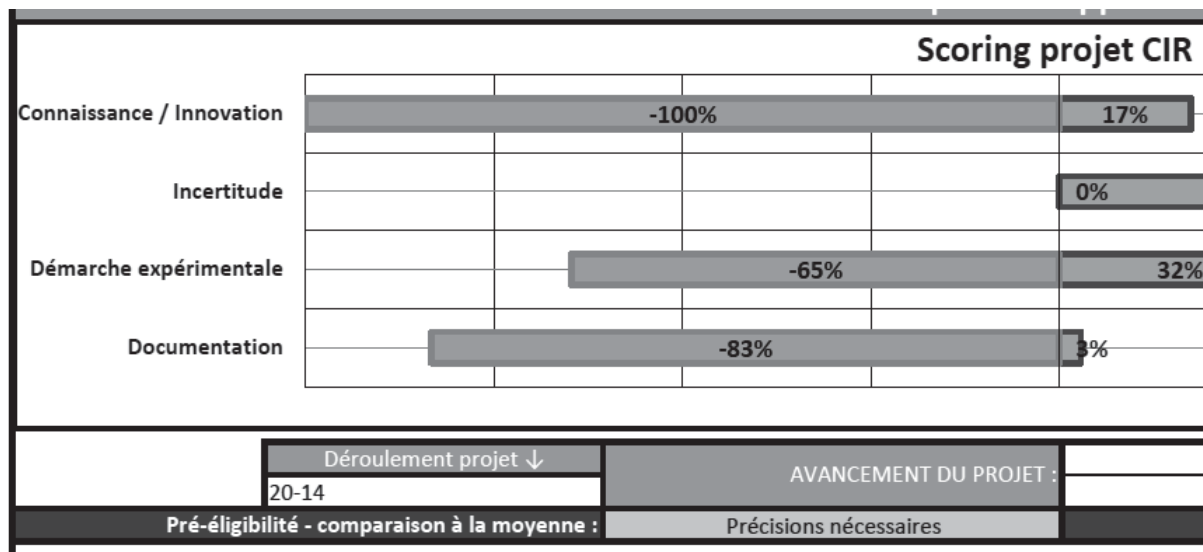 Scoring projet CIR
Connaissance / Innovation -100% 17%
Incertitude 0%
Démarche expérimentale -65% 32%
Documentation -83% 3%
Déroulement projet ↓ AVANCEMENT DU PROJET :
20-14
Pré-éligibilité - comparaison à la moyenne : Précisions nécessaires